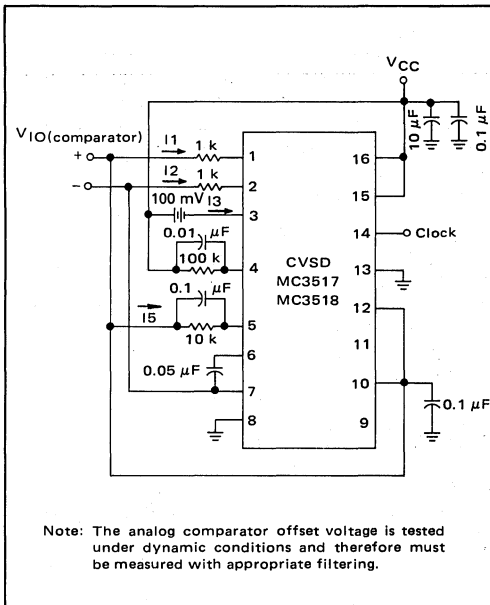 VCC
10 μF
0.1 μF
VIO(comparator)
+
I1
1 k
1
16
−
I2
1 k
2
15
100 mV
I3
3
14
Clock
0.01 μF
100 k
4
CVSD
MC3517
MC3518
13
0.1 μF
12
I5
10 k
5
11
6
0.05 μF
7
10
0.1 μF
8
9
Note: The analog comparator offset voltage is tested
under dynamic conditions and therefore must
be measured with appropriate filtering.